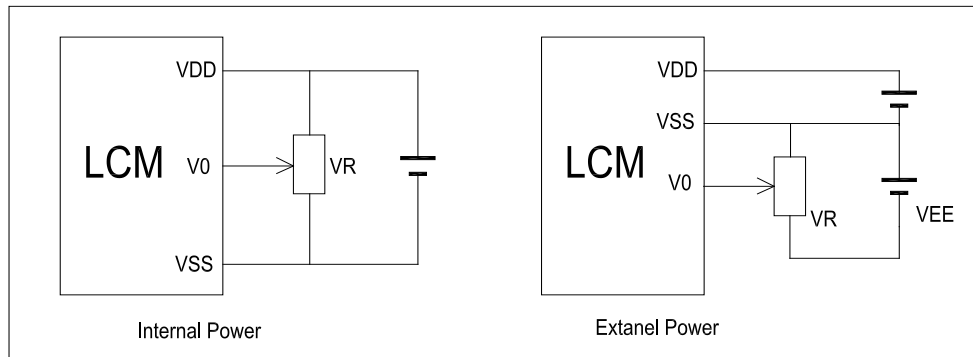 VDD
LCM
V0
VR
VSS
Internal Power
VDD
VSS
LCM
V0
VR
VEE
Extanel Power